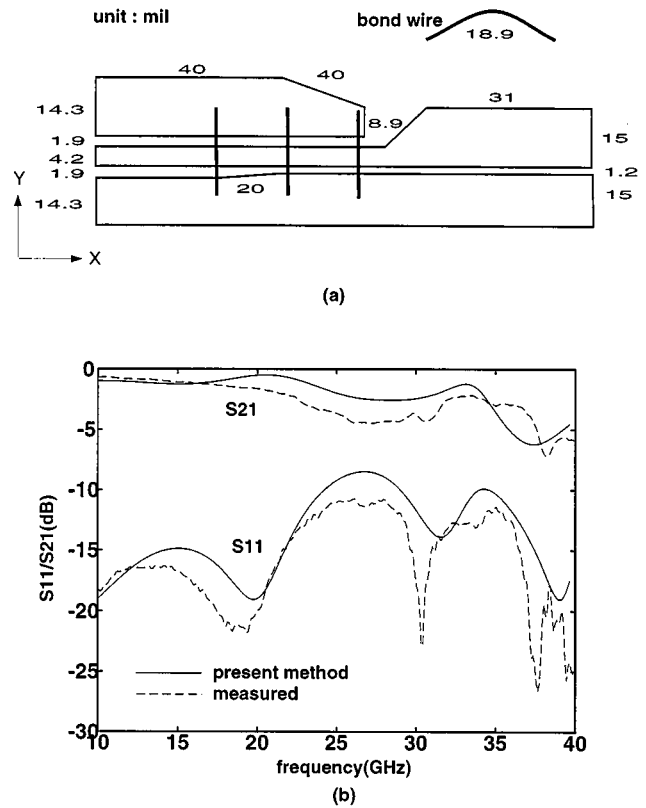 unit : mil
bond wire
18.9
40
40
31
14.3
8.9
15
1.9
4.2
1.9
1.2
20
15
14.3
Y
X
(a)
0
-5
-10
-15
-20
-25
-30
S11/S21(dB)
S21
S11
present method
measured
10
15
20
25
30
35
40
frequency(GHz)
(b)